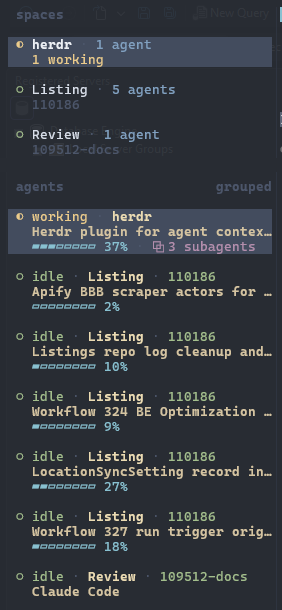 spaces
New Query
herdr · 1 agent
1 working
Listing · 5 agents
110186
Review · 1 agent
109512-docs
agents grouped
working · herdr
Herdr plugin for agent contex…
37% · 3 subagents
idle · Listing · 110186
Apify BBB scraper actors for …
2%
idle · Listing · 110186
Listings repo log cleanup and…
10%
idle · Listing · 110186
Workflow 324 BE Optimization …
9%
idle · Listing · 110186
LocationSyncSetting record in…
27%
idle · Listing · 110186
Workflow 327 run trigger orig…
18%
idle · Review · 109512-docs
Claude Code